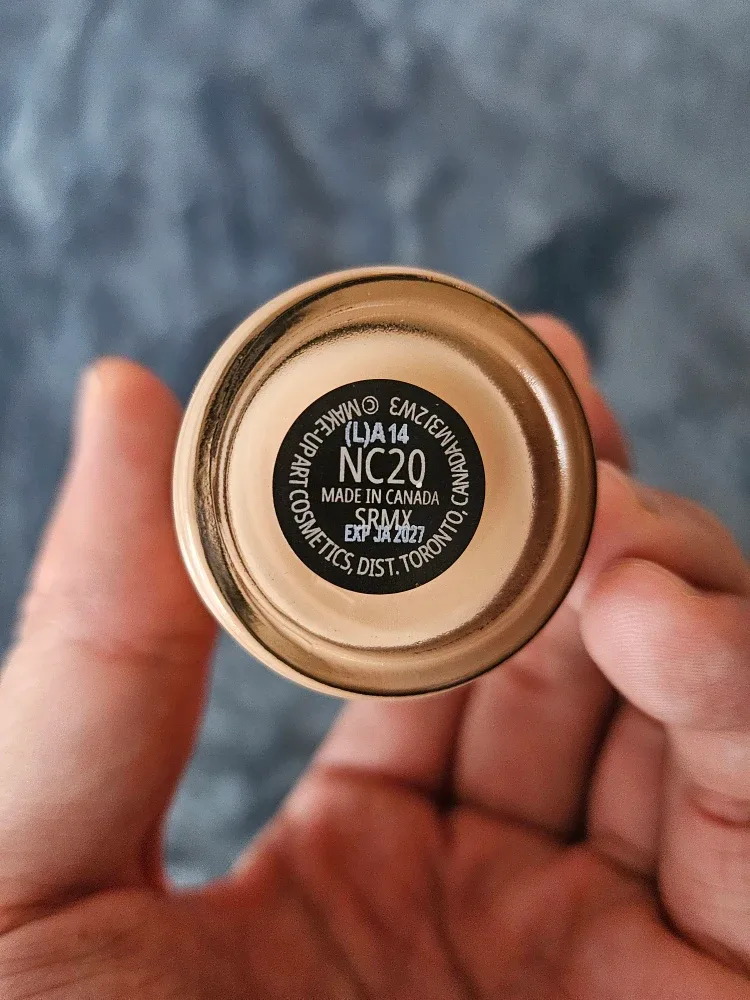 (L)A 14
NC20
MADE IN CANADA
SRMX
EXP JA 2027
© MAKE-UP ART COSMETICS, DIST. TORONTO, CANADA M3J 2W3